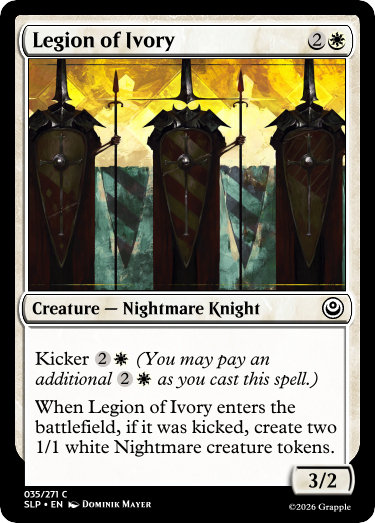 Legion of Ivory 2
Creature — Nightmare Knight
Kicker 2 (You may pay an
additional 2 as you cast this spell.)
When Legion of Ivory enters the
battlefield, if it was kicked, create two
1/1 white Nightmare creature tokens.
3/2
035/271 C
SLP • EN Dominik Mayer
©2026 Grapple